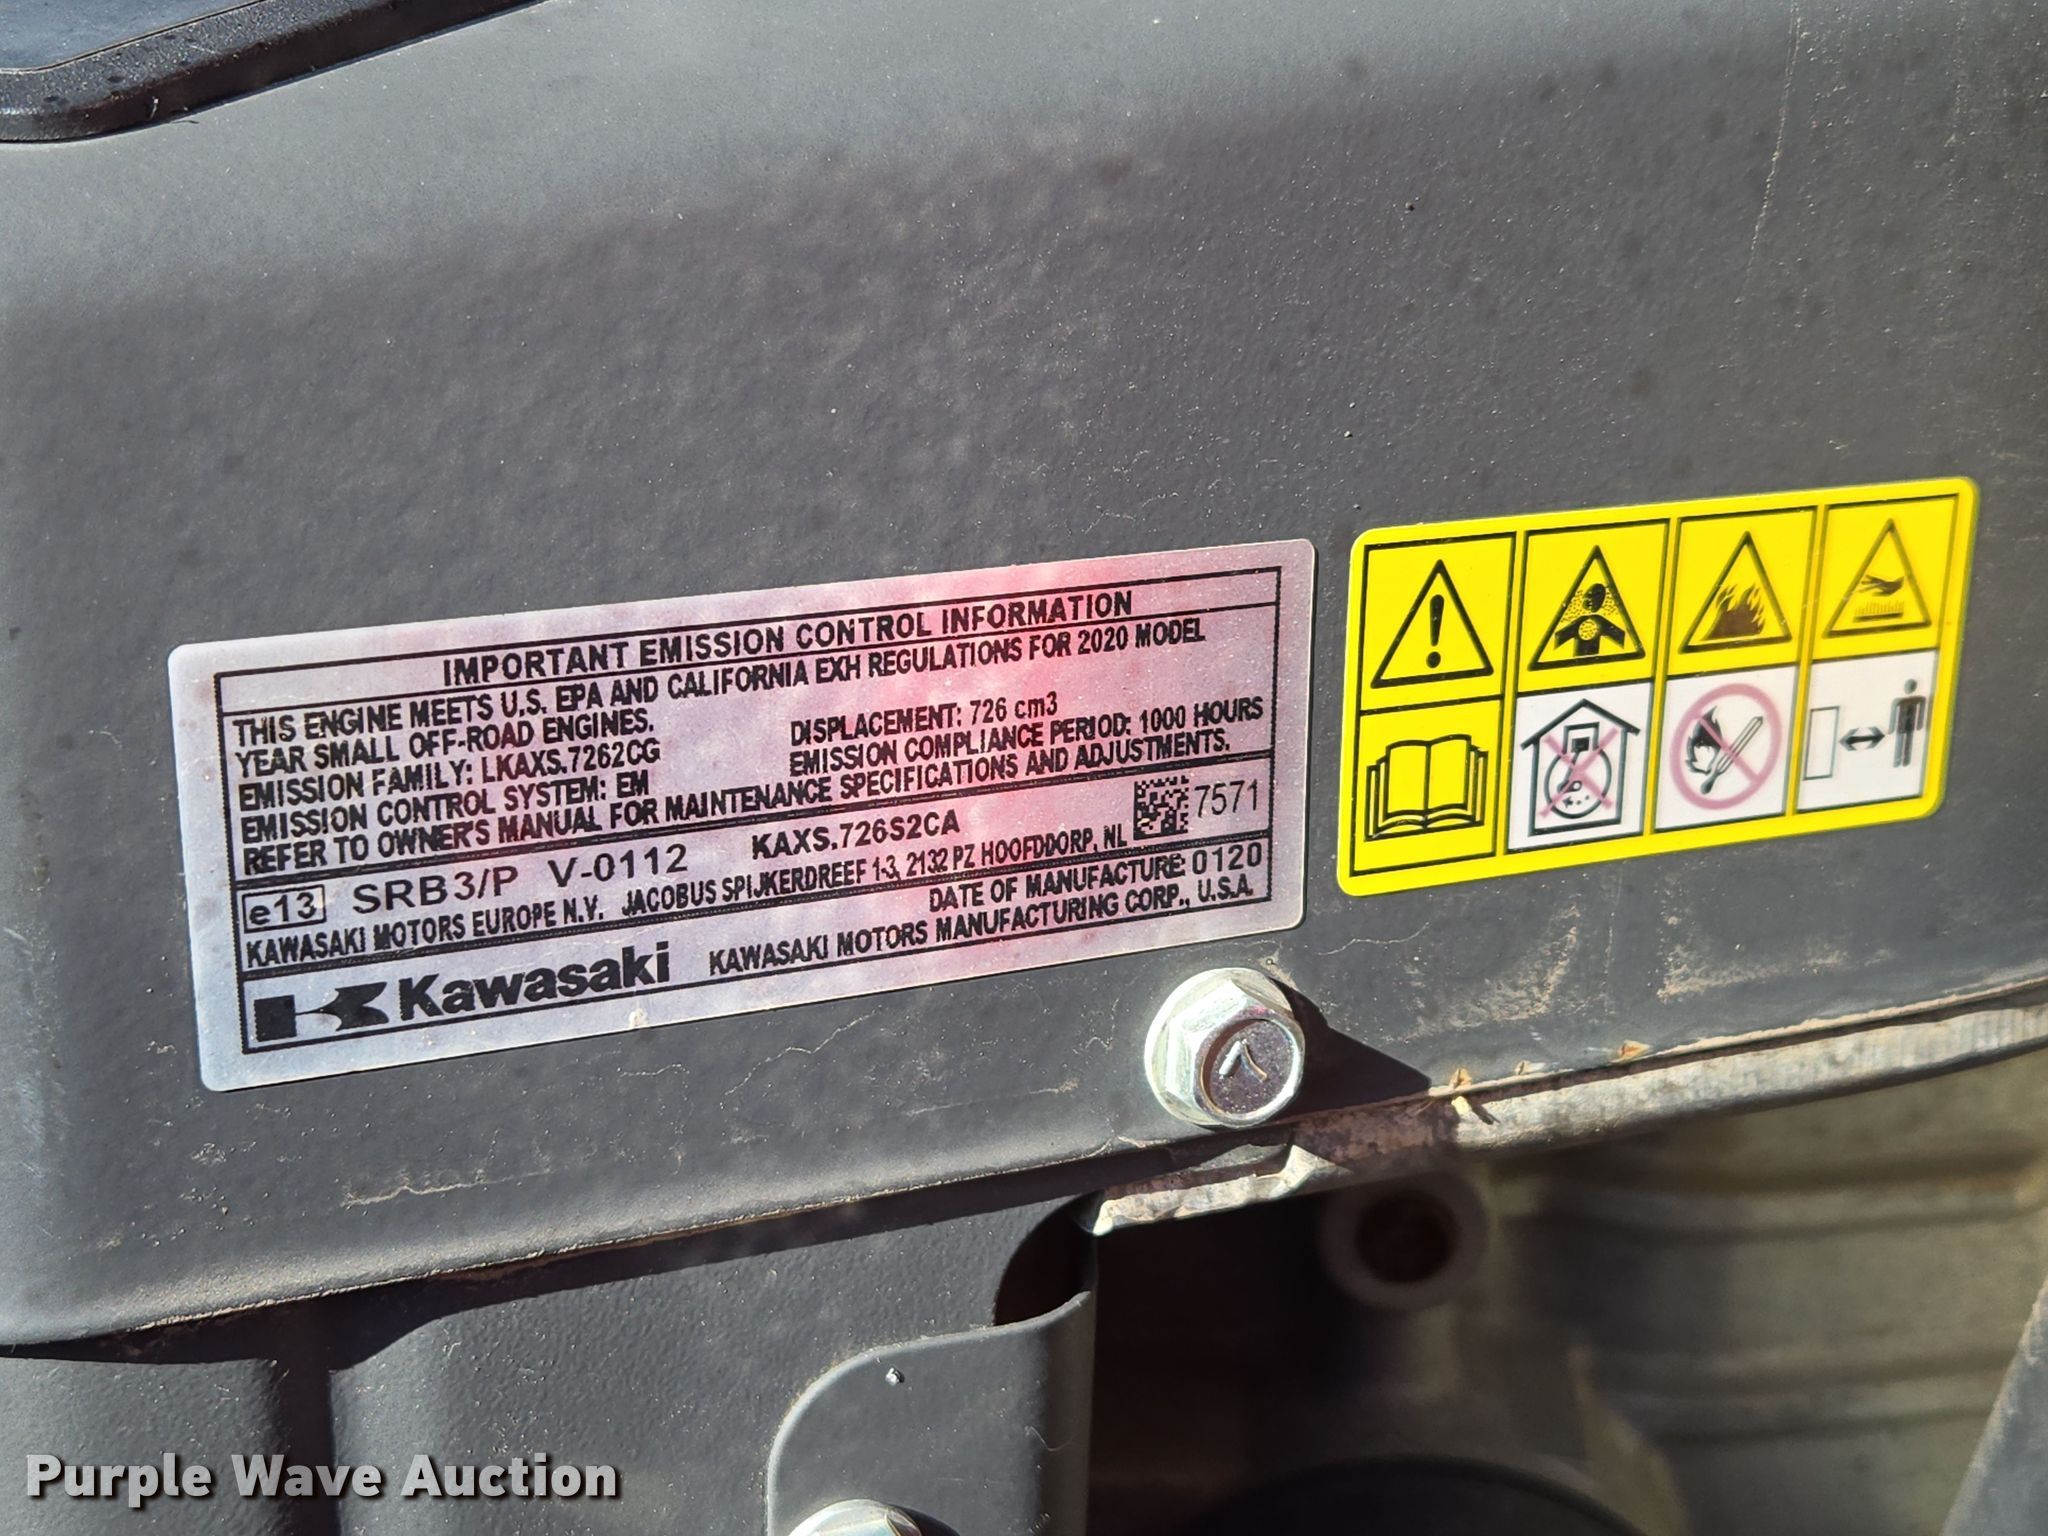 IMPORTANT EMISSION CONTROL INFORMATION
THIS ENGINE MEETS U.S. EPA AND CALIFORNIA EXH REGULATIONS FOR 2020 MODEL
YEAR SMALL OFF-ROAD ENGINES.
EMISSION FAMILY: LKAXS.7262CG DISPLACEMENT: 726 cm3
EMISSION CONTROL SYSTEM: EM EMISSION COMPLIANCE PERIOD: 1000 HOURS
REFER TO OWNER'S MANUAL FOR MAINTENANCE SPECIFICATIONS AND ADJUSTMENTS.
e13 SRB3/P V-0112 KAXS.726S2CA 7571
KAWASAKI MOTORS EUROPE N.V. JACOBUS SPIJKERDREEF 1-3, 2132 PZ HOOFDDORP, NL
DATE OF MANUFACTURE: 0120
Kawasaki KAWASAKI MOTORS MANUFACTURING CORP., U.S.A.
Purple Wave Auction